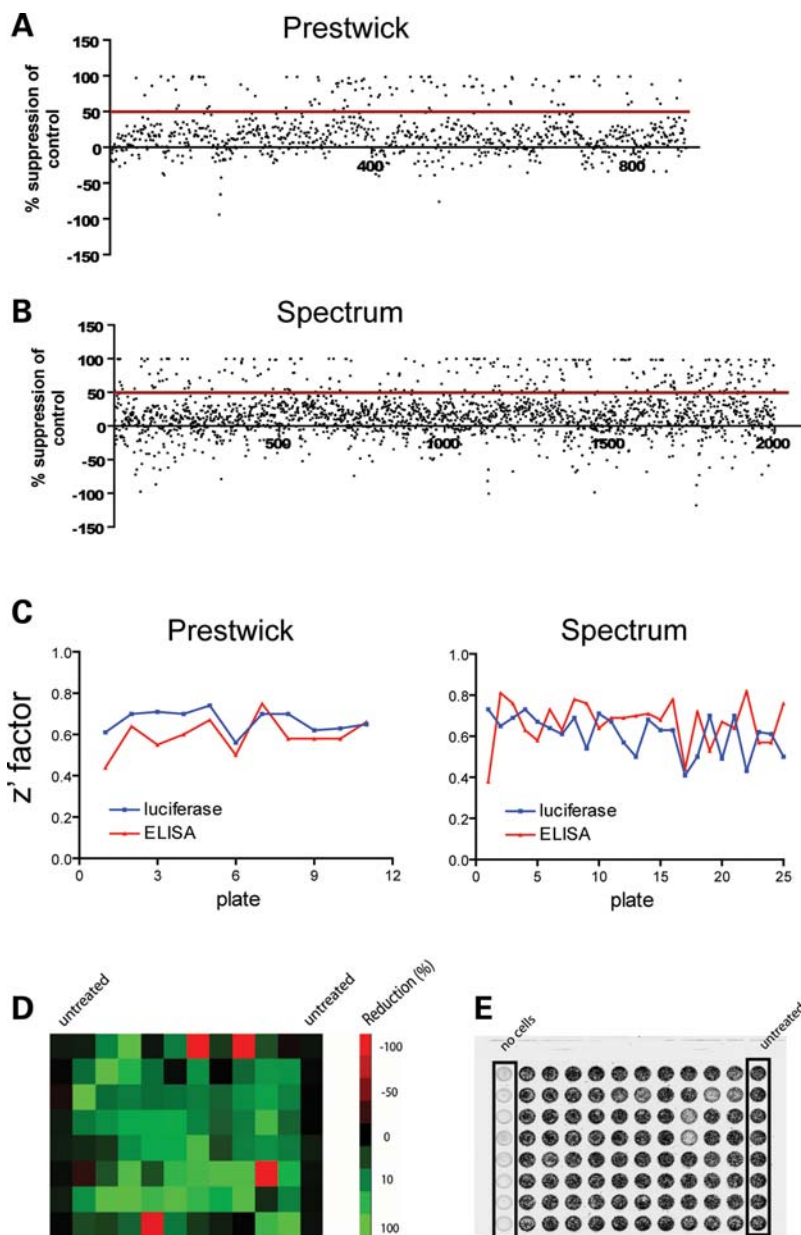 A
Prestwick
% suppression of
control
150
100
50
0
-50
-100
-150
400
800
B
Spectrum
% suppression of
control
150
100
50
0
-50
-100
-150
500
1000
1500
2000
C
Prestwick
Spectrum
z' factor
1.0
0.8
0.6
0.4
0.2
0.0
luciferase
ELISA
0
3
6
9
12
plate
1.0
0.8
0.6
0.4
0.2
0.0
luciferase
ELISA
0
5
10
15
20
25
plate
D
untreated
untreated
Reduction (%)
-100
-50
0
10
100
E
no cells
untreated